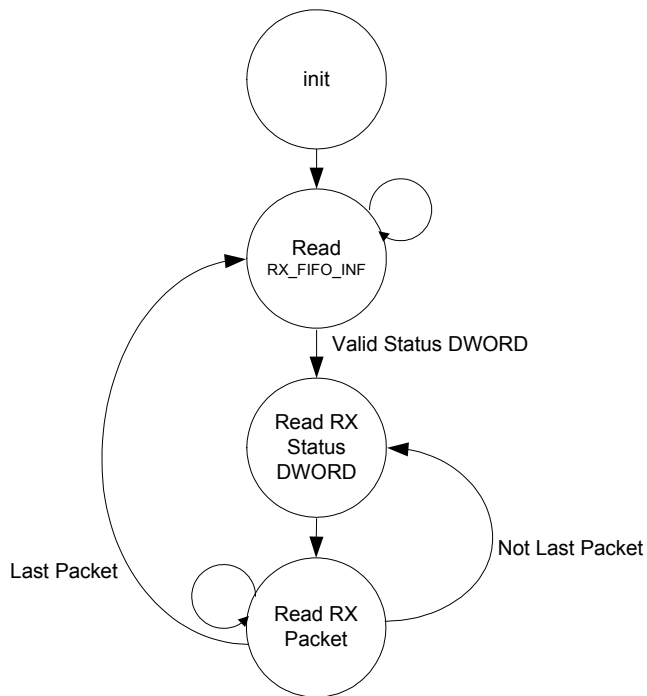 init
Read
RX_FIFO_INF
Valid Status DWORD
Read RX
Status
DWORD
Not Last Packet
Last Packet
Read RX
Packet